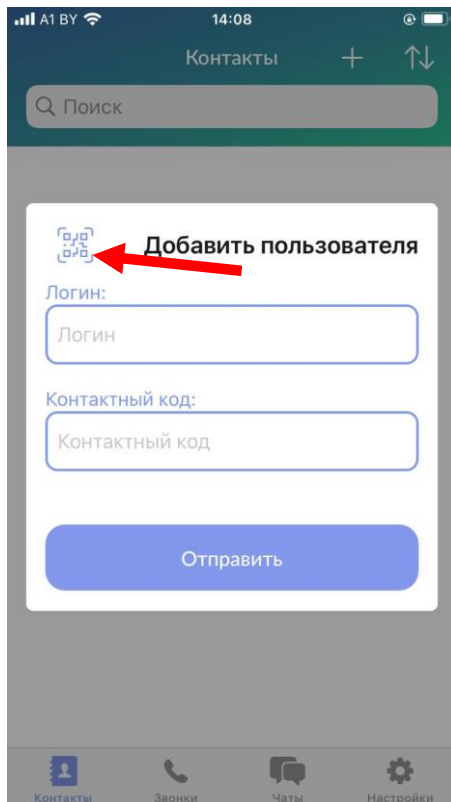 A1 BY 14:08
Контакты
Поиск
Добавить пользователя
Логин:
Логин
Контактный код:
Контактный код
Отправить
Контакты Звонки Чаты Настройки